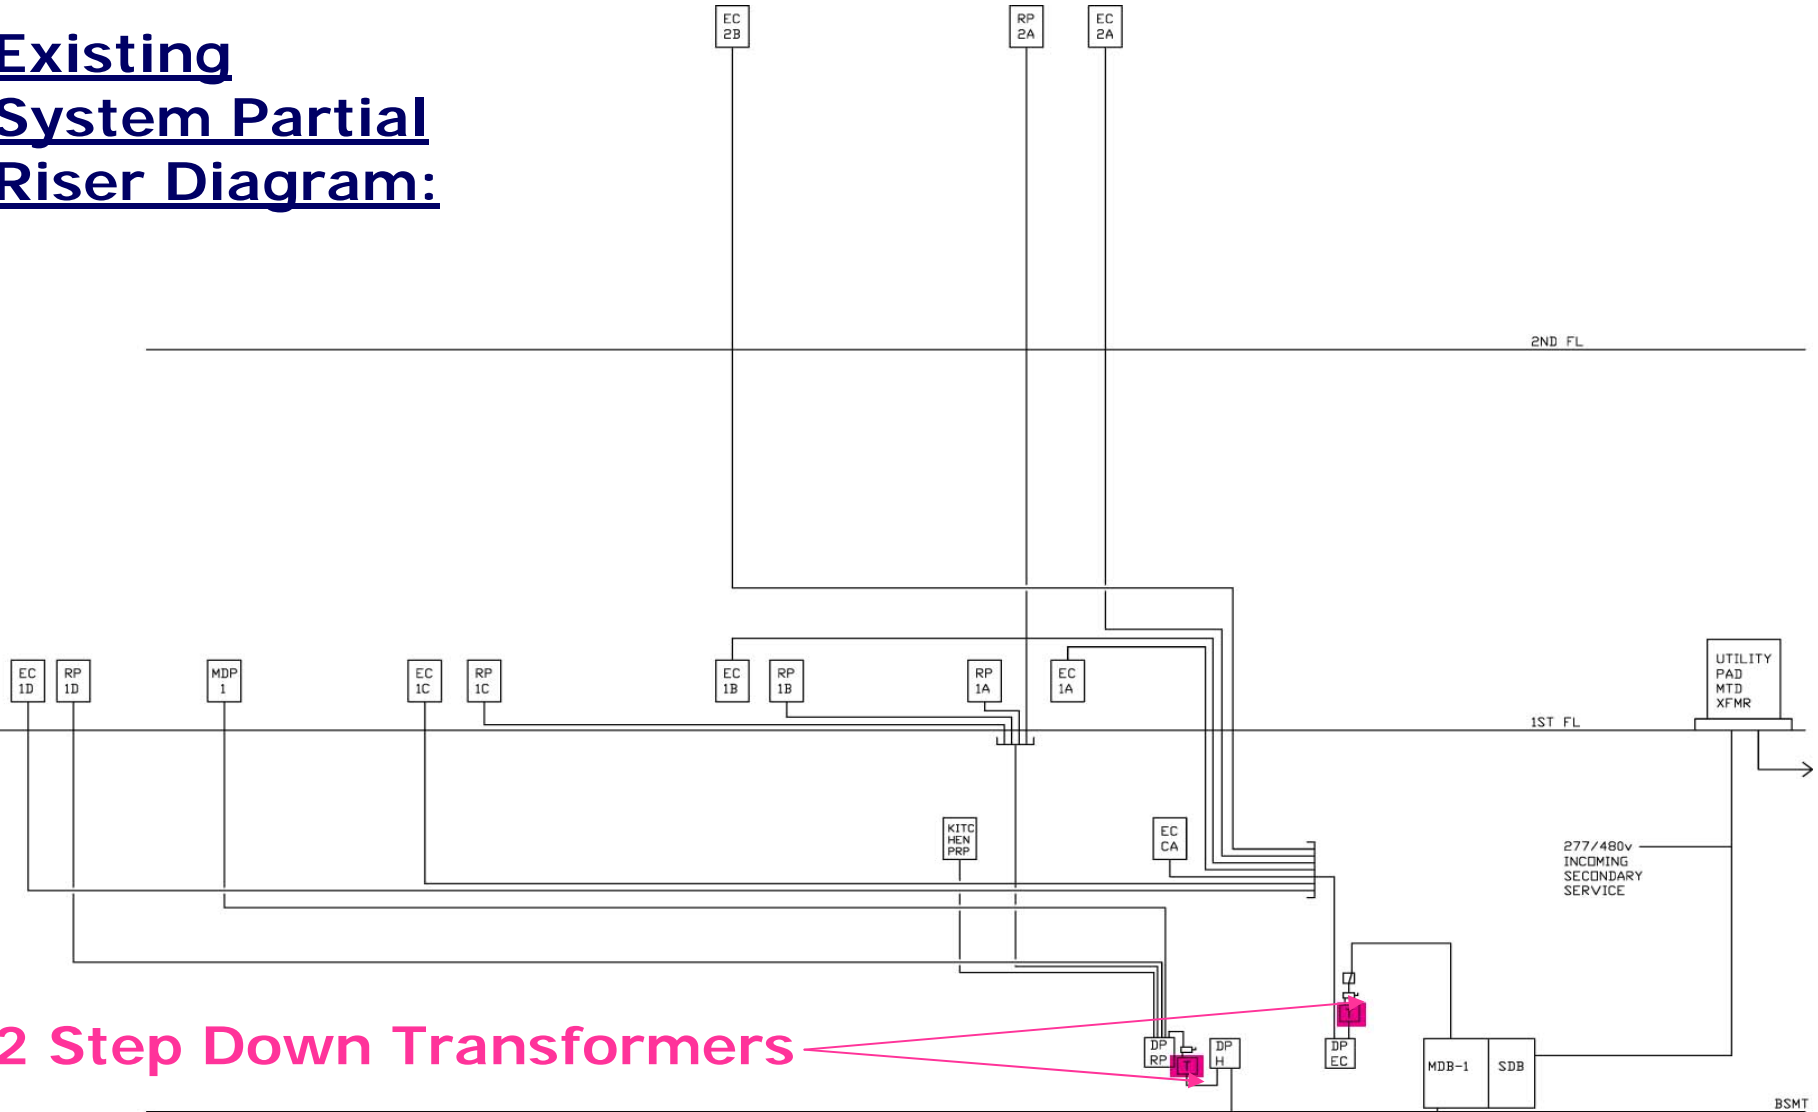 Existing
System Partial
Riser Diagram:
EC
2B
RP
2A
EC
2A
2ND FL
EC
1D
RP
1D
MDP
1
EC
1C
RP
1C
EC
1B
RP
1B
RP
1A
EC
1A
UTILITY
PAD
MTD
XFMR
1ST FL
KITC
HEN
PRP
EC
CA
277/480v
INCOMING
SECONDARY
SERVICE
2 Step Down Transformers
DP
RP
T
DP
H
T
DP
EC
MDB-1
SDB
BSMT